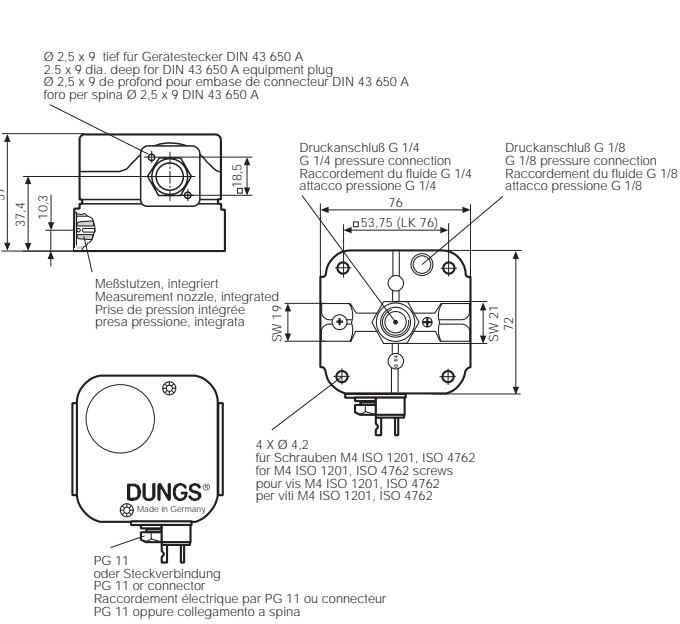 Ø 2,5 x 9 tief für Gerätestecker DIN 43 650 A
2.5 x 9 dia. deep for DIN 43 650 A equipment plug
Ø 2,5 x 9 de profond pour embase de connecteur DIN 43 650 A
foro per spina Ø 2,5 x 9 DIN 43 650 A
Druckanschluß G 1/4
G 1/4 pressure connection
Raccordement du fluide G 1/4
attacco pressione G 1/4
Druckanschluß G 1/8
G 1/8 pressure connection
Raccordement du fluide G 1/8
attacco pressione G 1/8
57
37,4
10,3
□18,5
76
□53,75 (LK 76)
SW 19
SW 21
72
Meßstutzen, integriert
Measurement nozzle, integrated
Prise de pression intégrée
presa pressione, integrata
4 X Ø 4,2
für Schrauben M4 ISO 1201, ISO 4762
for M4 ISO 1201, ISO 4762 screws
pour vis M4 ISO 1201, ISO 4762
per viti M4 ISO 1201, ISO 4762
DUNGS®
Made in Germany
PG 11
oder Steckverbindung
PG 11 or connector
Raccordement électrique par PG 11 ou connecteur
PG 11 oppure collegamento a spina